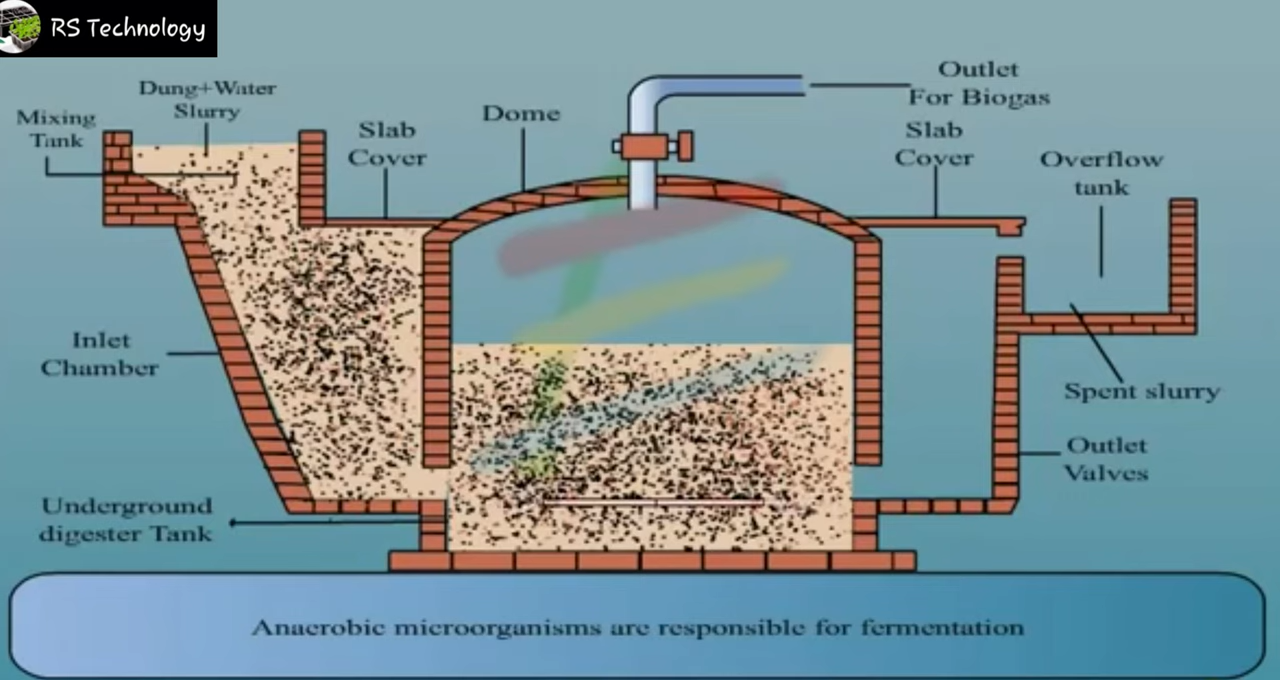 RS Technology
Dung+Water
Slurry
Mixing
Tank
Slab
Cover
Dome
Outlet
For Biogas
Slab
Cover
Overflow
tank
Inlet
Chamber
Spent slurry
Outlet
Valves
Underground
digester Tank
Anaerobic microorganisms are responsible for fermentation